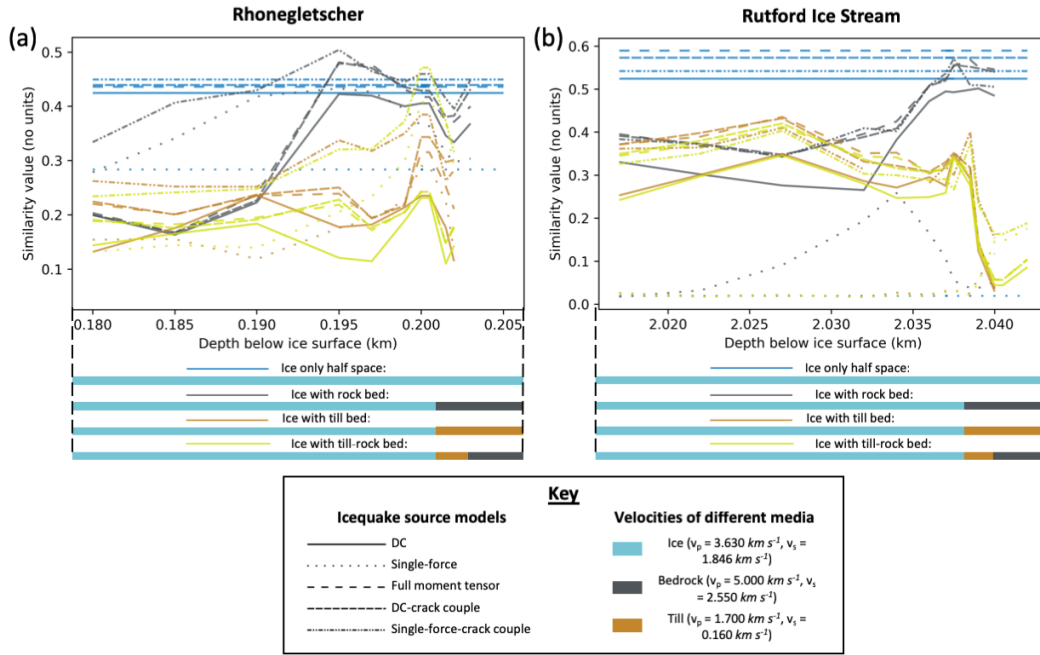 Rhonegletscher
Rutford Ice Stream
(a)
(b)
Similarity value (no units)
0.5
0.4
0.3
0.2
0.1
0.180
0.185
0.190
0.195
0.200
0.205
Depth below ice surface (km)
Similarity value (no units)
0.6
0.5
0.4
0.3
0.2
0.1
0.0
2.020
2.025
2.030
2.035
2.040
Depth below ice surface (km)
Ice only half space:
Ice with rock bed:
Ice with till bed:
Ice with till-rock bed:
Ice only half space:
Ice with rock bed:
Ice with till bed:
Ice with till-rock bed:
Key
Icequake source models
DC
Single-force
Full moment tensor
DC-crack couple
Single-force-crack couple
Velocities of different media
Ice (vₚ = 3.630 km s⁻¹, vₛ =
1.846 km s⁻¹)
Bedrock (vₚ = 5.000 km s⁻¹, vₛ
= 2.550 km s⁻¹)
Till (vₚ = 1.700 km s⁻¹, vₛ =
0.160 km s⁻¹)